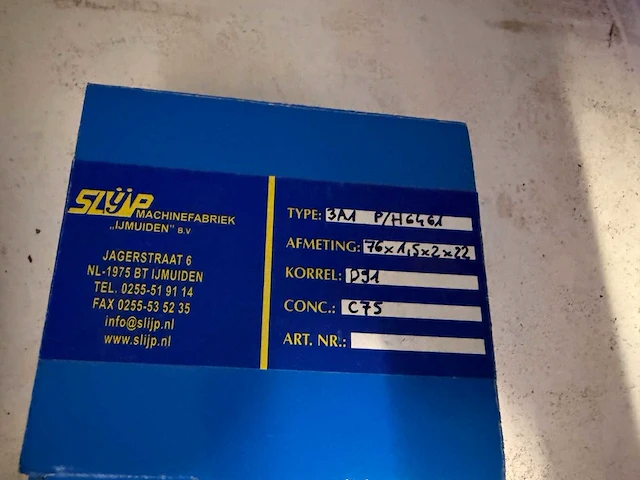 SLIJP MACHINEFABRIEK
„IJMUIDEN” B.V.
JAGERSTRAAT 6
NL-1975 BT IJMUIDEN
TEL. 0255-51 91 14
FAX 0255-53 52 35
info@slijp.nl
www.slijp.nl
TYPE: 3A1 P/H6461
AFMETING: 76x1,5x2x22
KORREL: DJ1
CONC.: C75
ART. NR.: